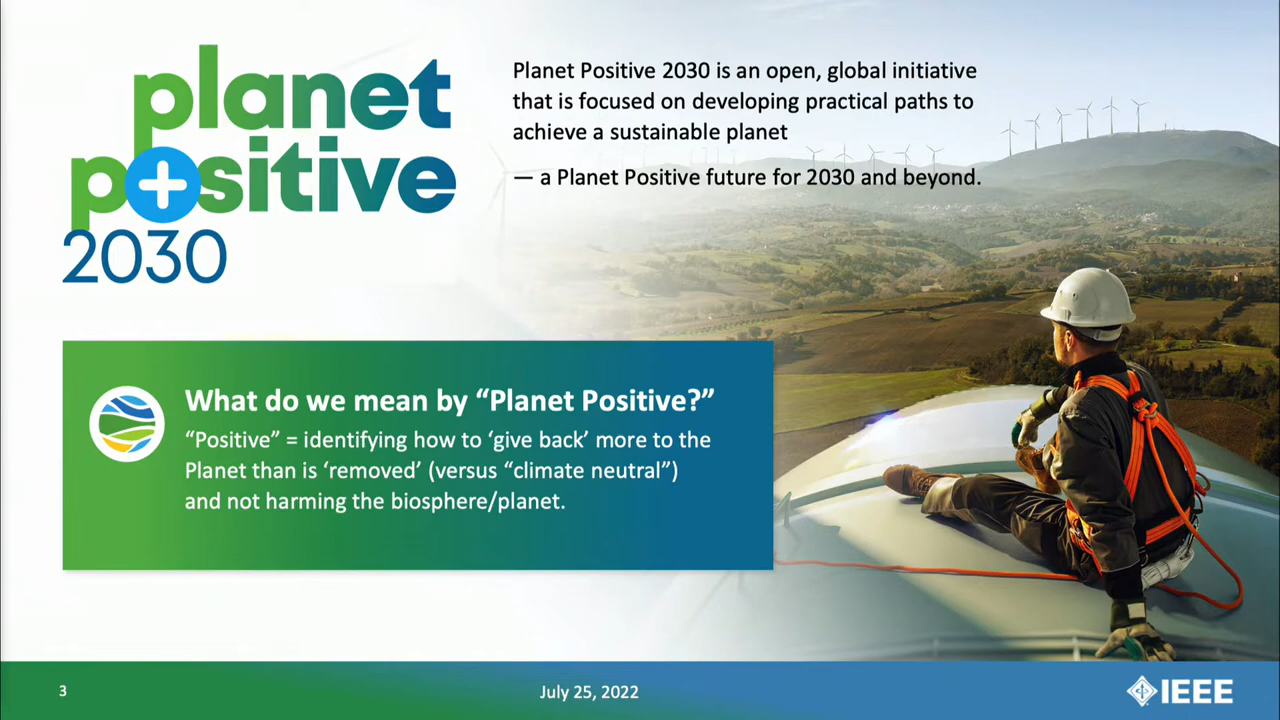 planet
positive
2030
Planet Positive 2030 is an open, global initiative
that is focused on developing practical paths to
achieve a sustainable planet
— a Planet Positive future for 2030 and beyond.
What do we mean by “Planet Positive?”
“Positive” = identifying how to ‘give back’ more to the
Planet than is ‘removed’ (versus “climate neutral”)
and not harming the biosphere/planet.
3
July 25, 2022
IEEE